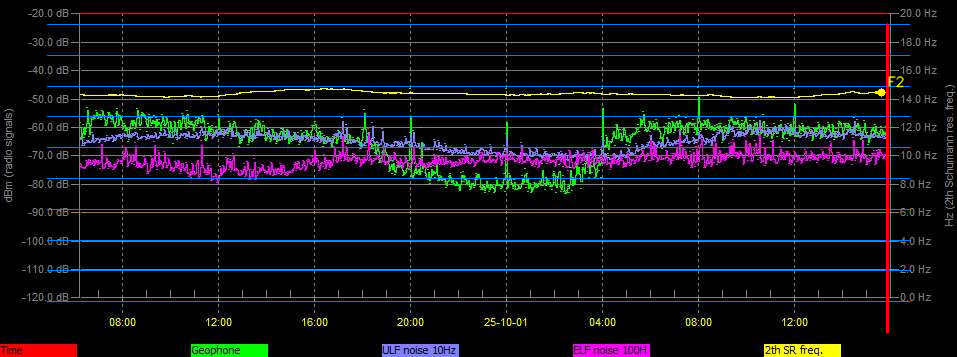 -20.0 dB 20.0 Hz
-30.0 dB 18.0 Hz
-40.0 dB 16.0 Hz
F2
-50.0 dB 14.0 Hz
-60.0 dB 12.0 Hz
-70.0 dB 10.0 Hz
-80.0 dB 8.0 Hz
-90.0 dB 6.0 Hz
-100.0 dB 4.0 Hz
-110.0 dB 2.0 Hz
-120.0 dB 0.0 Hz
dBm (radio signals)
Hz (2th Schumann res. freq.)
08:00 12:00 16:00 20:00 25-10-01 04:00 08:00 12:00
Time Geophone ULF noise 10Hz ELF noise 100H 2th SR freq.